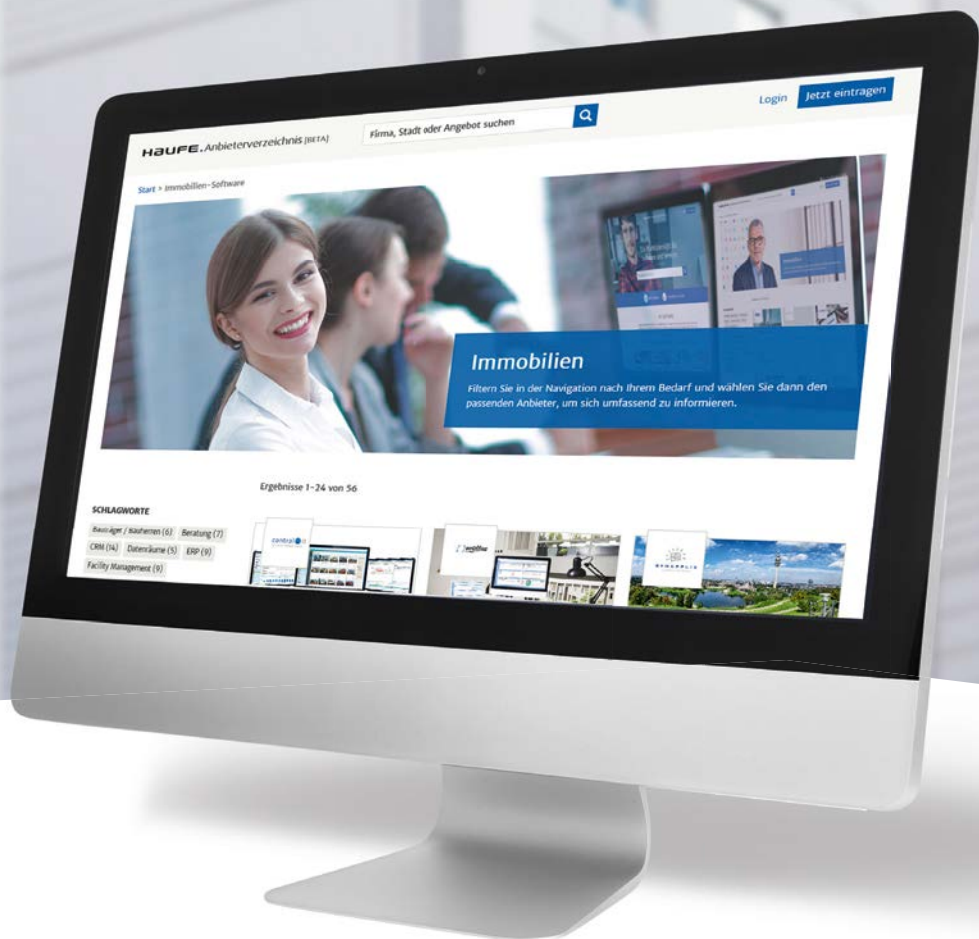 HAUFE.Anbieterverzeichnis [BETA]
Firma, Stadt oder Angebot suchen
Login
Jetzt eintragen
Start > Immobilien-Software
Immobilien
Filtern Sie in der Navigation nach Ihrem Bedarf und wählen Sie dann den
passenden Anbieter, um sich umfassend zu informieren.
Ergebnisse 1-24 von 56
SCHLAGWORTE
Bauträger / Bauherren (6) Beratung (7)
CRM (14) Datenräume (5) ERP (9)
Facility Management (9)
Immobilien